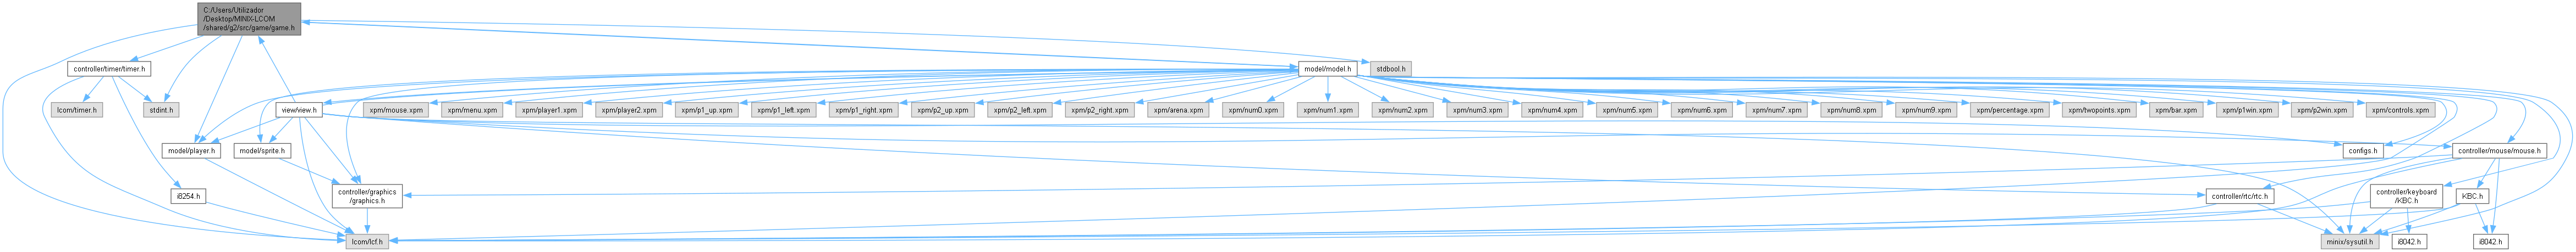 C:/Users/Utilizador
/Desktop/MINIX-LCOM
/shared/g2/src/game/game.h
controller/timer/timer.h
model/model.h
stdbool.h
lcom/timer.h
stdint.h
view/view.h
xpm/mouse.xpm
xpm/menu.xpm
xpm/player1.xpm
xpm/player2.xpm
xpm/p1_up.xpm
xpm/p1_left.xpm
xpm/p1_right.xpm
xpm/p2_up.xpm
xpm/p2_left.xpm
xpm/p2_right.xpm
xpm/arena.xpm
xpm/num0.xpm
xpm/num1.xpm
xpm/num2.xpm
xpm/num3.xpm
xpm/num4.xpm
xpm/num5.xpm
xpm/num6.xpm
xpm/num7.xpm
xpm/num8.xpm
xpm/num9.xpm
xpm/percentage.xpm
xpm/twopoints.xpm
xpm/bar.xpm
xpm/p1win.xpm
xpm/p2win.xpm
xpm/controls.xpm
model/player.h
model/sprite.h
configs.h
controller/mouse/mouse.h
i8254.h
controller/graphics
/graphics.h
controller/rtc/rtc.h
controller/keyboard
/KBC.h
KBC.h
lcom/lcf.h
minix/sysutil.h
i8042.h
i8042.h